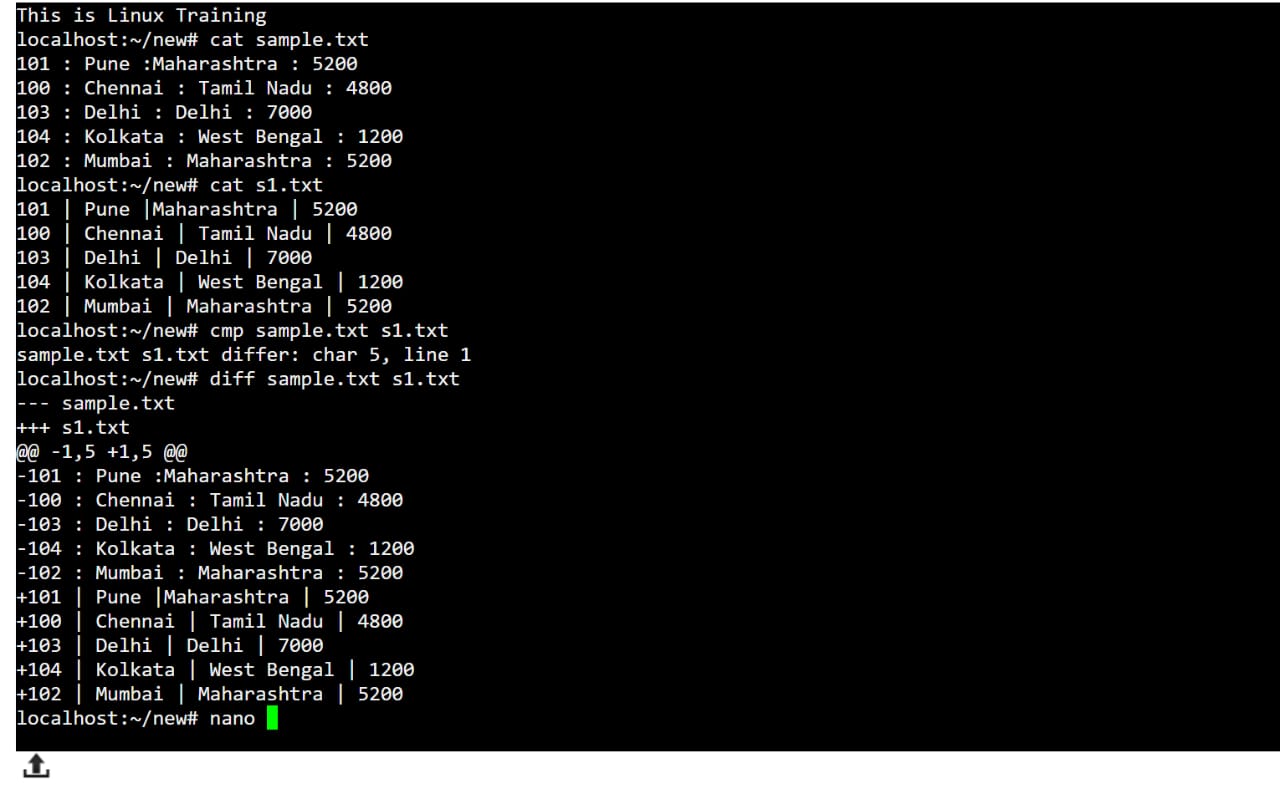 This is Linux Training
localhost:~/new# cat sample.txt
101 : Pune :Maharashtra : 5200
100 : Chennai : Tamil Nadu : 4800
103 : Delhi : Delhi : 7000
104 : Kolkata : West Bengal : 1200
102 : Mumbai : Maharashtra : 5200
localhost:~/new# cat s1.txt
101 | Pune |Maharashtra | 5200
100 | Chennai | Tamil Nadu | 4800
103 | Delhi | Delhi | 7000
104 | Kolkata | West Bengal | 1200
102 | Mumbai | Maharashtra | 5200
localhost:~/new# cmp sample.txt s1.txt
sample.txt s1.txt differ: char 5, line 1
localhost:~/new# diff sample.txt s1.txt
--- sample.txt
+++ s1.txt
@@ -1,5 +1,5 @@
-101 : Pune :Maharashtra : 5200
-100 : Chennai : Tamil Nadu : 4800
-103 : Delhi : Delhi : 7000
-104 : Kolkata : West Bengal : 1200
-102 : Mumbai : Maharashtra : 5200
+101 | Pune |Maharashtra | 5200
+100 | Chennai | Tamil Nadu | 4800
+103 | Delhi | Delhi | 7000
+104 | Kolkata | West Bengal | 1200
+102 | Mumbai | Maharashtra | 5200
localhost:~/new# nano